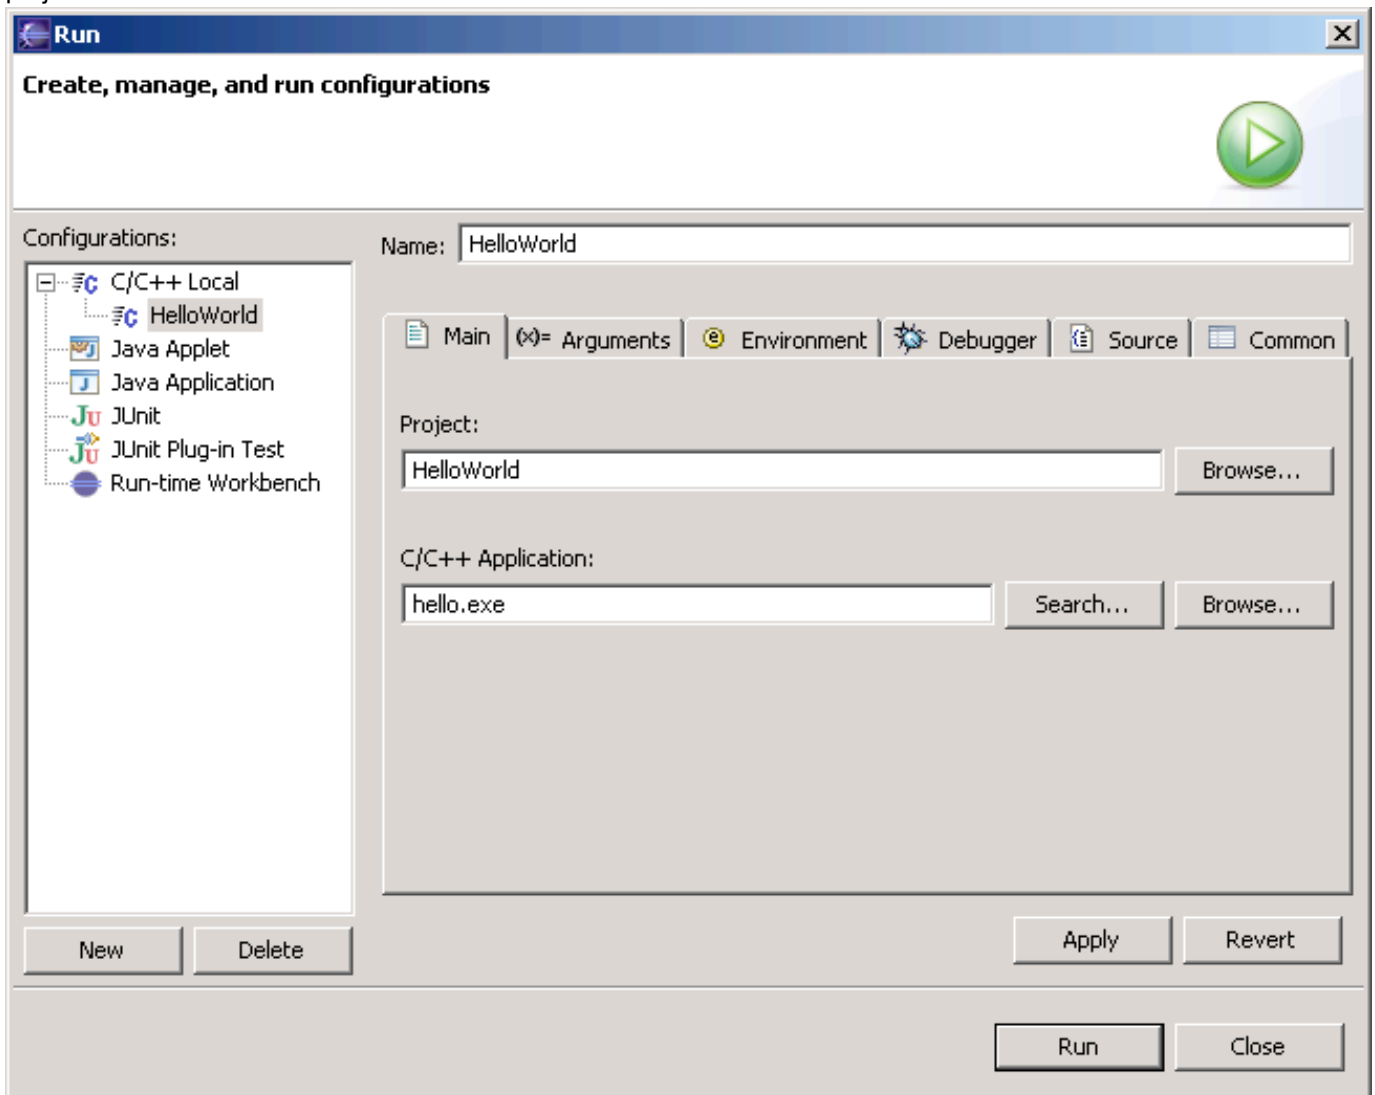 Run
Create, manage, and run configurations
Configurations:
C/C++ Local
HelloWorld
Java Applet
Java Application
JUnit
JUnit Plug-in Test
Run-time Workbench
New Delete
Name: HelloWorld
Main (x)= Arguments Environment Debugger Source Common
Project:
HelloWorld Browse...
C/C++ Application:
hello.exe Search... Browse...
Apply Revert
Run Close